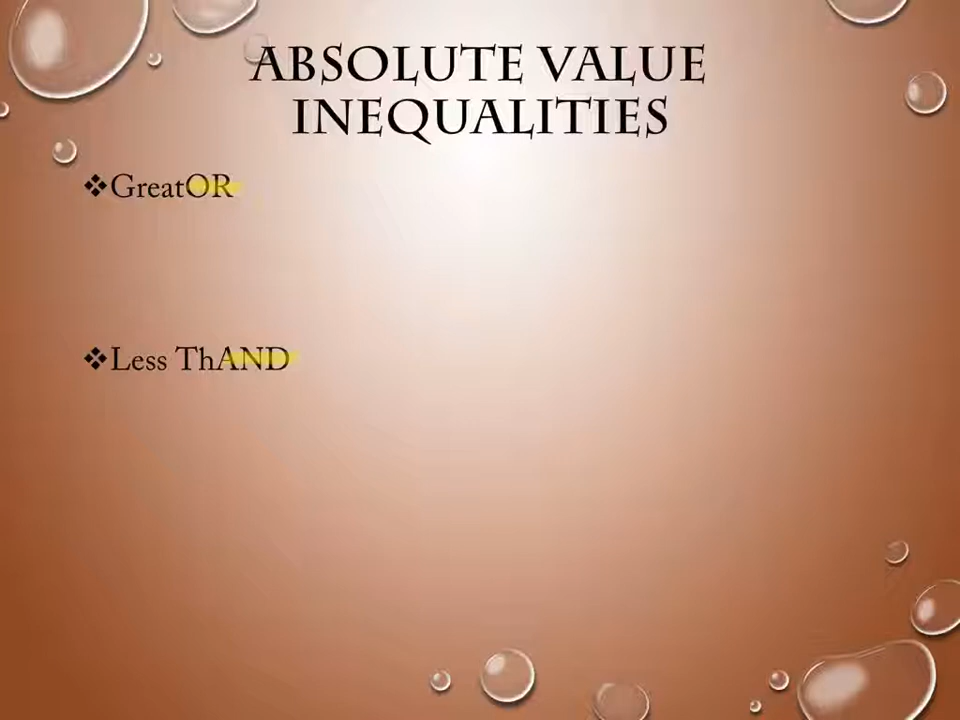 ABSOLUTE VALUE
INEQUALITIES
❖GreatOR
❖Less ThAND